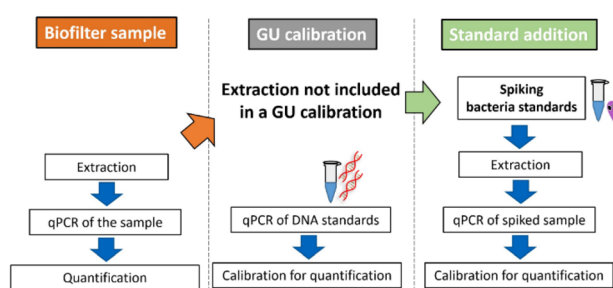 Biofilter sample
GU calibration
Standard addition
Extraction not included
in a GU calibration
Spiking
bacteria standards
Extraction
Extraction
qPCR of the sample
qPCR of DNA standards
qPCR of spiked sample
Quantification
Calibration for quantification
Calibration for quantification